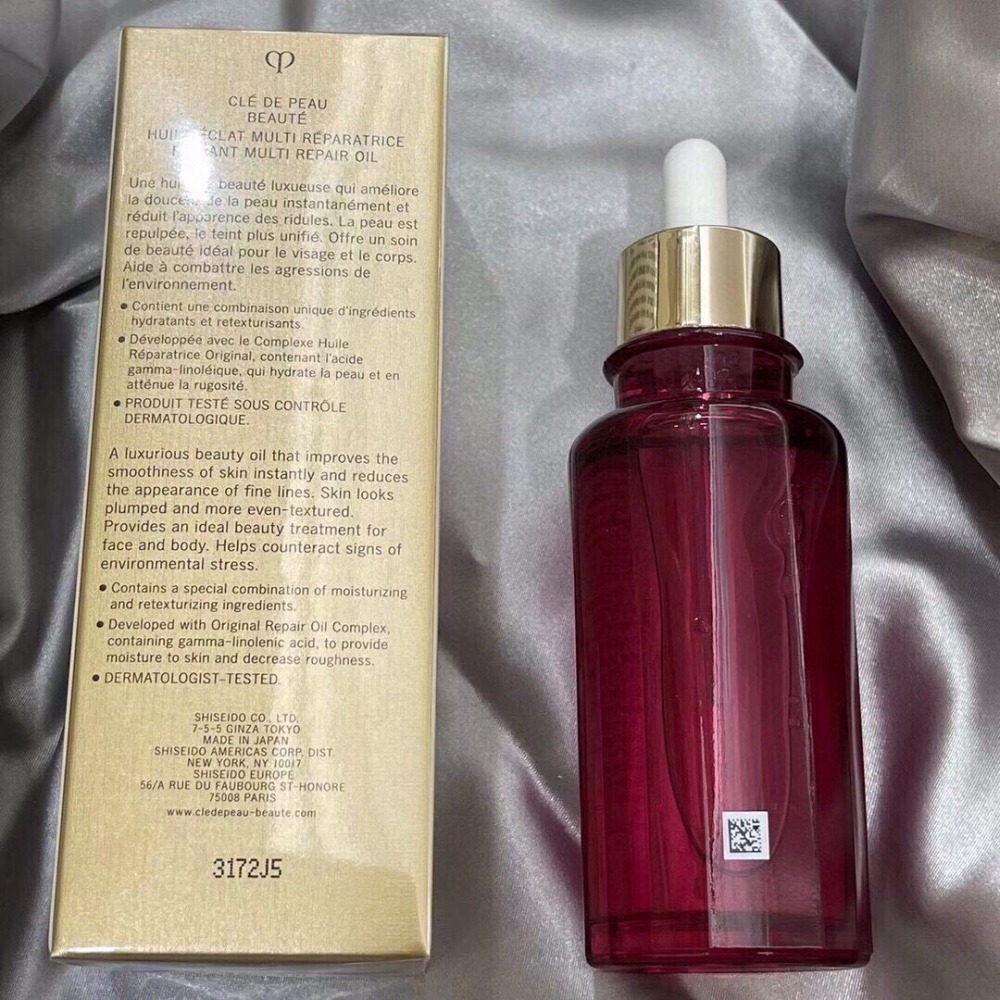 CLÉ DE PEAU
BEAUTÉ
ÉCLAT MULTI RÉPARATRICE
MULTI REPAIR OIL
Une beauté luxueuse qui améliore
la de la peau instantanément et
réduit l'apparence des ridules. La peau est
repulpée, le teint plus unifié. Offre un soin
de beauté idéal pour le visage et le corps.
Aide à combattre les agressions de
l'environnement.
• Contient une combinaison unique d'ingrédients
hydratants et retexturisants.
• Développée avec le Complexe Huile
Réparatrice Original, contenant l'acide
gamma-linoléique, qui hydrate la peau et en
atténue la rugosité.
• PRODUIT TESTÉ SOUS CONTRÔLE
DERMATOLOGIQUE.
A luxurious beauty oil that improves the
smoothness of skin instantly and reduces
the appearance of fine lines. Skin looks
plumped and more even-textured.
Provides an ideal beauty treatment for
face and body. Helps counteract signs of
environmental stress.
• Contains a special combination of moisturizing
and retexturizing ingredients.
• Developed with Original Repair Oil Complex,
containing gamma-linolenic acid, to provide
moisture to skin and decrease roughness.
• DERMATOLOGIST-TESTED.
SHISEIDO CO., LTD.
7-5-5 GINZA TOKYO
MADE IN JAPAN
SHISEIDO AMERICAS CORP. DIST.
NEW YORK, NY 10017
SHISEIDO EUROPE
56/A RUE DU FAUBOURG ST-HONORE
75008 PARIS
www.cledepeau-beaute.com
3172J5